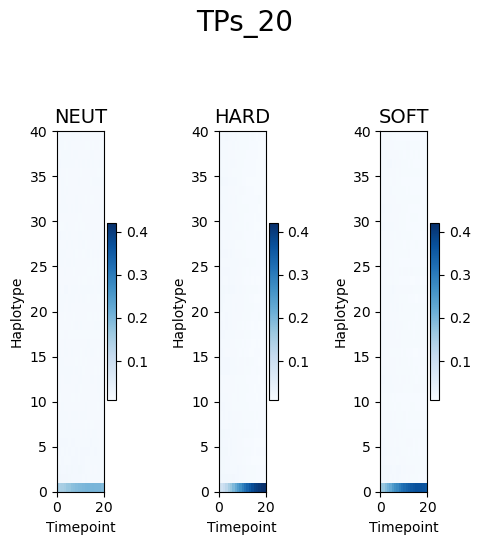 TPs_20
NEUT HARD SOFT
40 40 40
35 35 35
30 30 30
0.4 0.4 0.4
25 25 25
0.3 0.3 0.3
20 20 20
0.2 0.2 0.2
15 15 15
0.1 0.1 0.1
10 10 10
5 5 5
0 0 0
Haplotype Haplotype Haplotype
0 20 0 20 0 20
Timepoint Timepoint Timepoint